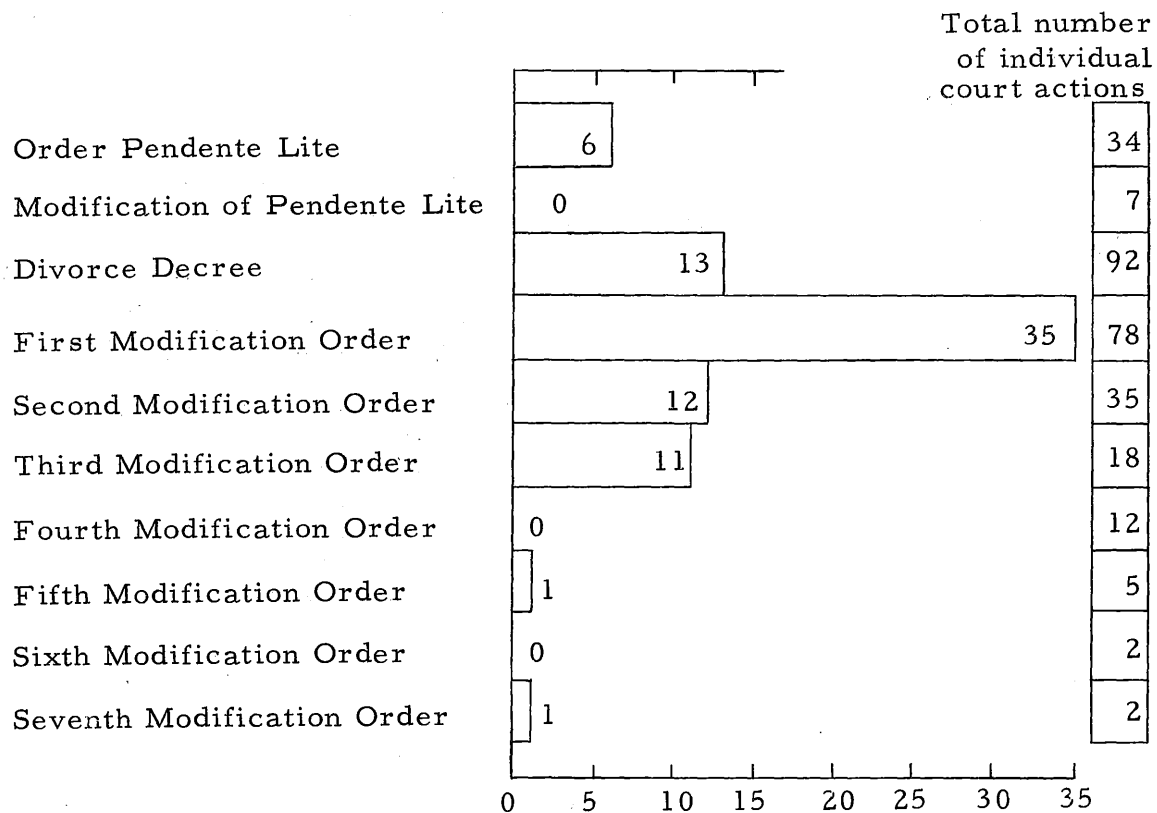 Total number
of individual
court actions
Order Pendente Lite 6 34
Modification of Pendente Lite 0 7
Divorce Decree 13 92
First Modification Order 35 78
Second Modification Order 12 35
Third Modification Order 11 18
Fourth Modification Order 0 12
Fifth Modification Order 1 5
Sixth Modification Order 0 2
Seventh Modification Order 1 2
0 5 10 15 20 25 30 35